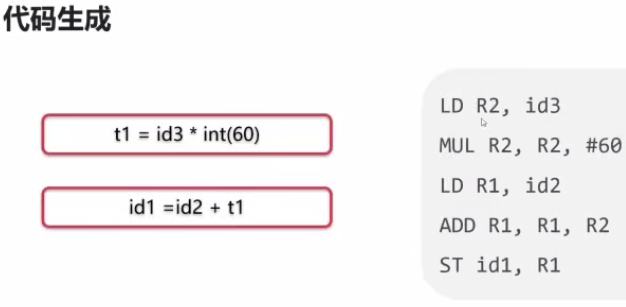 代码生成
t1 = id3 * int(60)
id1 =id2 + t1
LD R2, id3
MUL R2, R2, #60
LD R1, id2
ADD R1, R1, R2
ST id1, R1